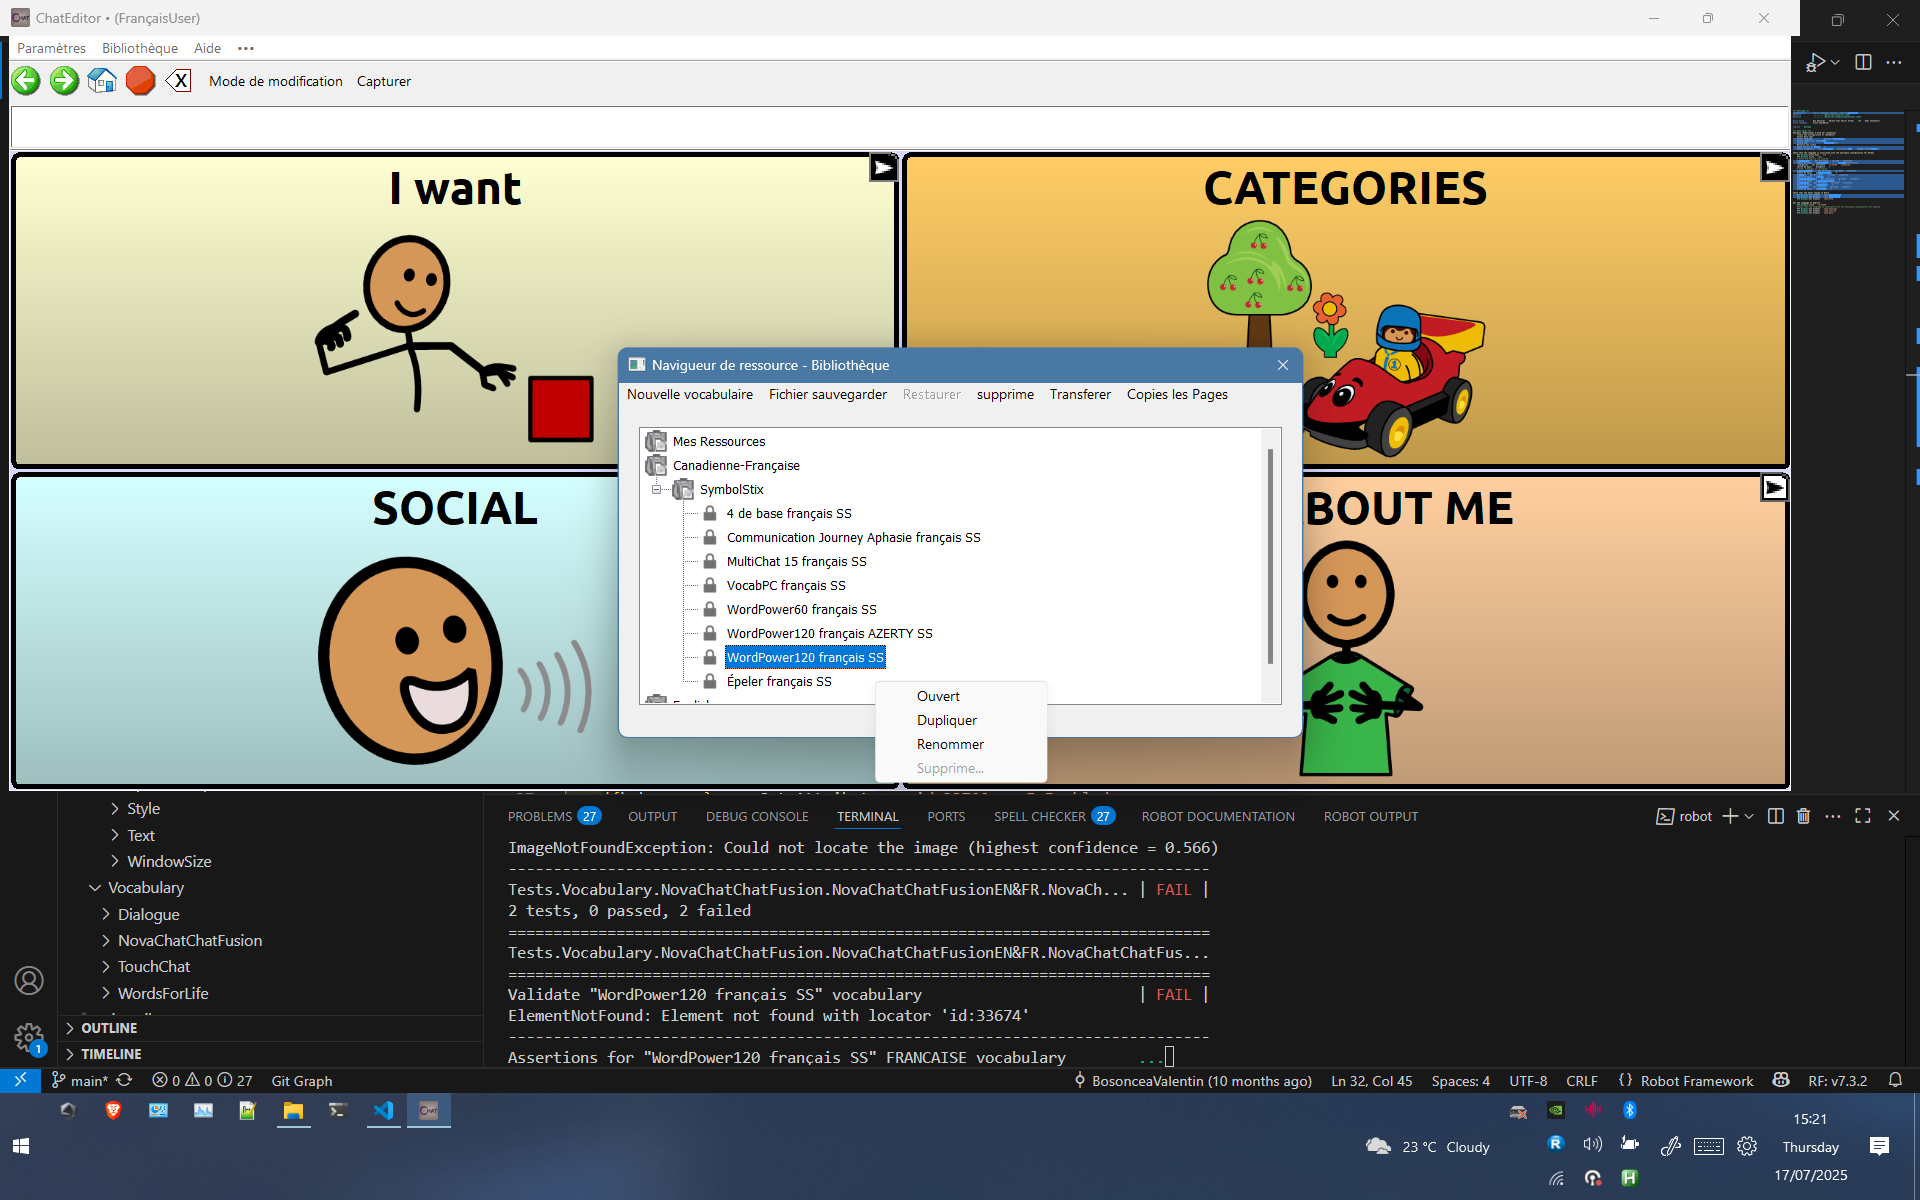 ChatEditor • (FrançaisUser)
Paramètres Bibliothèque Aide •••
Mode de modification Capturer
I want
CATEGORIES
SOCIAL
BOUT ME
Navigueur de ressource - Bibliothèque
Nouvelle vocabulaire Fichier sauvegarder Restaurer supprime Transferer Copies les Pages
Mes Ressources
Canadienne-Française
SymbolStix
4 de base français SS
Communication Journey Aphasie français SS
MultiChat 15 français SS
VocabPC français SS
WordPower60 français SS
WordPower120 français AZERTY SS
WordPower120 français SS
Épeler français SS
Ouvert
Dupliquer
Renommer
Supprime...
Style
Text
WindowSize
Vocabulary
Dialogue
NovaChatChatFusion
TouchChat
WordsForLife
OUTLINE
TIMELINE
PROBLEMS 27 OUTPUT DEBUG CONSOLE TERMINAL PORTS SPELL CHECKER 27 ROBOT DOCUMENTATION ROBOT OUTPUT
robot
ImageNotFoundException: Could not locate the image (highest confidence = 0.566)
------------------------------------------------------------------------------
Tests.Vocabulary.NovaChatChatFusion.NovaChatChatFusionEN&FR.NovaCh... | FAIL |
2 tests, 0 passed, 2 failed
==============================================================================
Tests.Vocabulary.NovaChatChatFusion.NovaChatChatFusionEN&FR.NovaChatChatFus...
==============================================================================
Validate "WordPower120 français SS" vocabulary | FAIL |
ElementNotFound: Element not found with locator 'id:33674'
------------------------------------------------------------------------------
Assertions for "WordPower120 français SS" FRANCAISE vocabulary ...
1
main* 0 0 27 Git Graph
BosonceaValentin (10 months ago) Ln 32, Col 45 Spaces: 4 UTF-8 CRLF {} Robot Framework RF: v7.3.2
CHAT
23 °C Cloudy
15:21
Thursday
17/07/2025